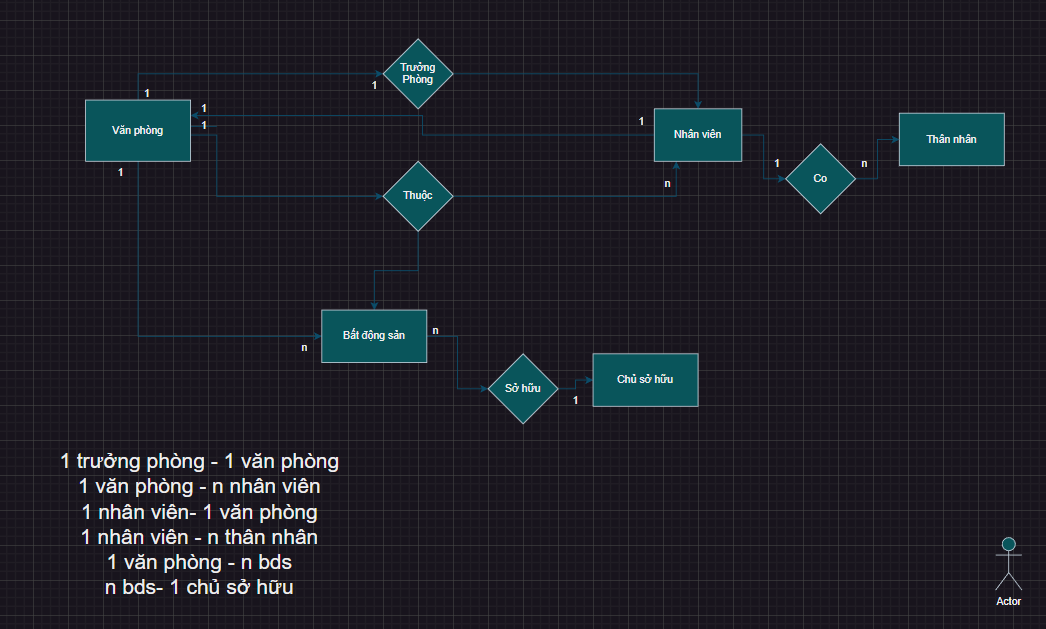 Trưởng
Phòng
1
1
Văn phòng
1
1
1
Nhân viên
Thân nhân
1
n
Co
1
n
Thuộc
Bất động sản
n
n
Sở hữu
1
Chủ sở hữu
1 trưởng phòng - 1 văn phòng
1 văn phòng - n nhân viên
1 nhân viên- 1 văn phòng
1 nhân viên - n thân nhân
1 văn phòng - n bds
n bds- 1 chủ sở hữu
Actor